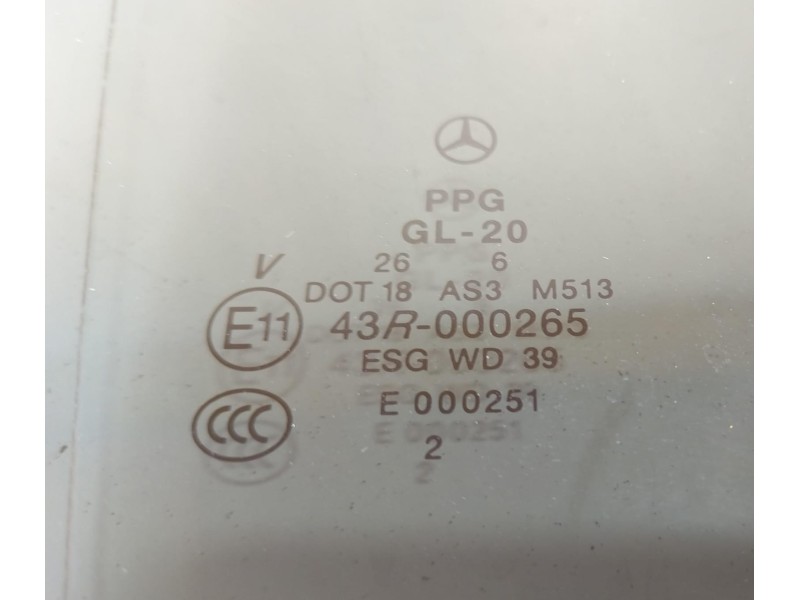 PPG
GL-20
26 6
V
DOT 18 AS3 M513
E11 43R-000265
ESG WD 39
CCC E 000251
2